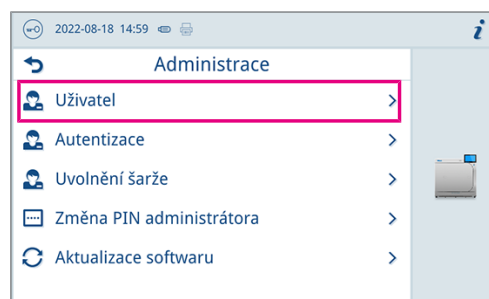 2022-08-18 14:59
Administrace
Uživatel
Autentizace
Uvolnění šarže
Změna PIN administrátora
Aktualizace softwaru